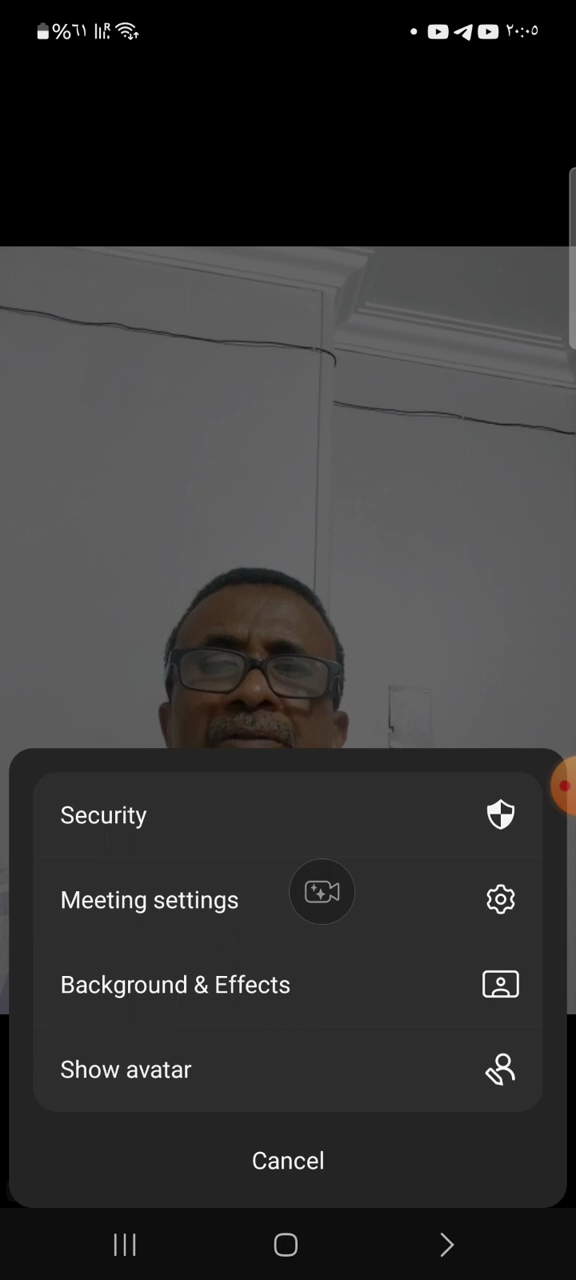 %٦١
٢٠:٠٥
Security
Meeting settings
Background & Effects
Show avatar
Cancel